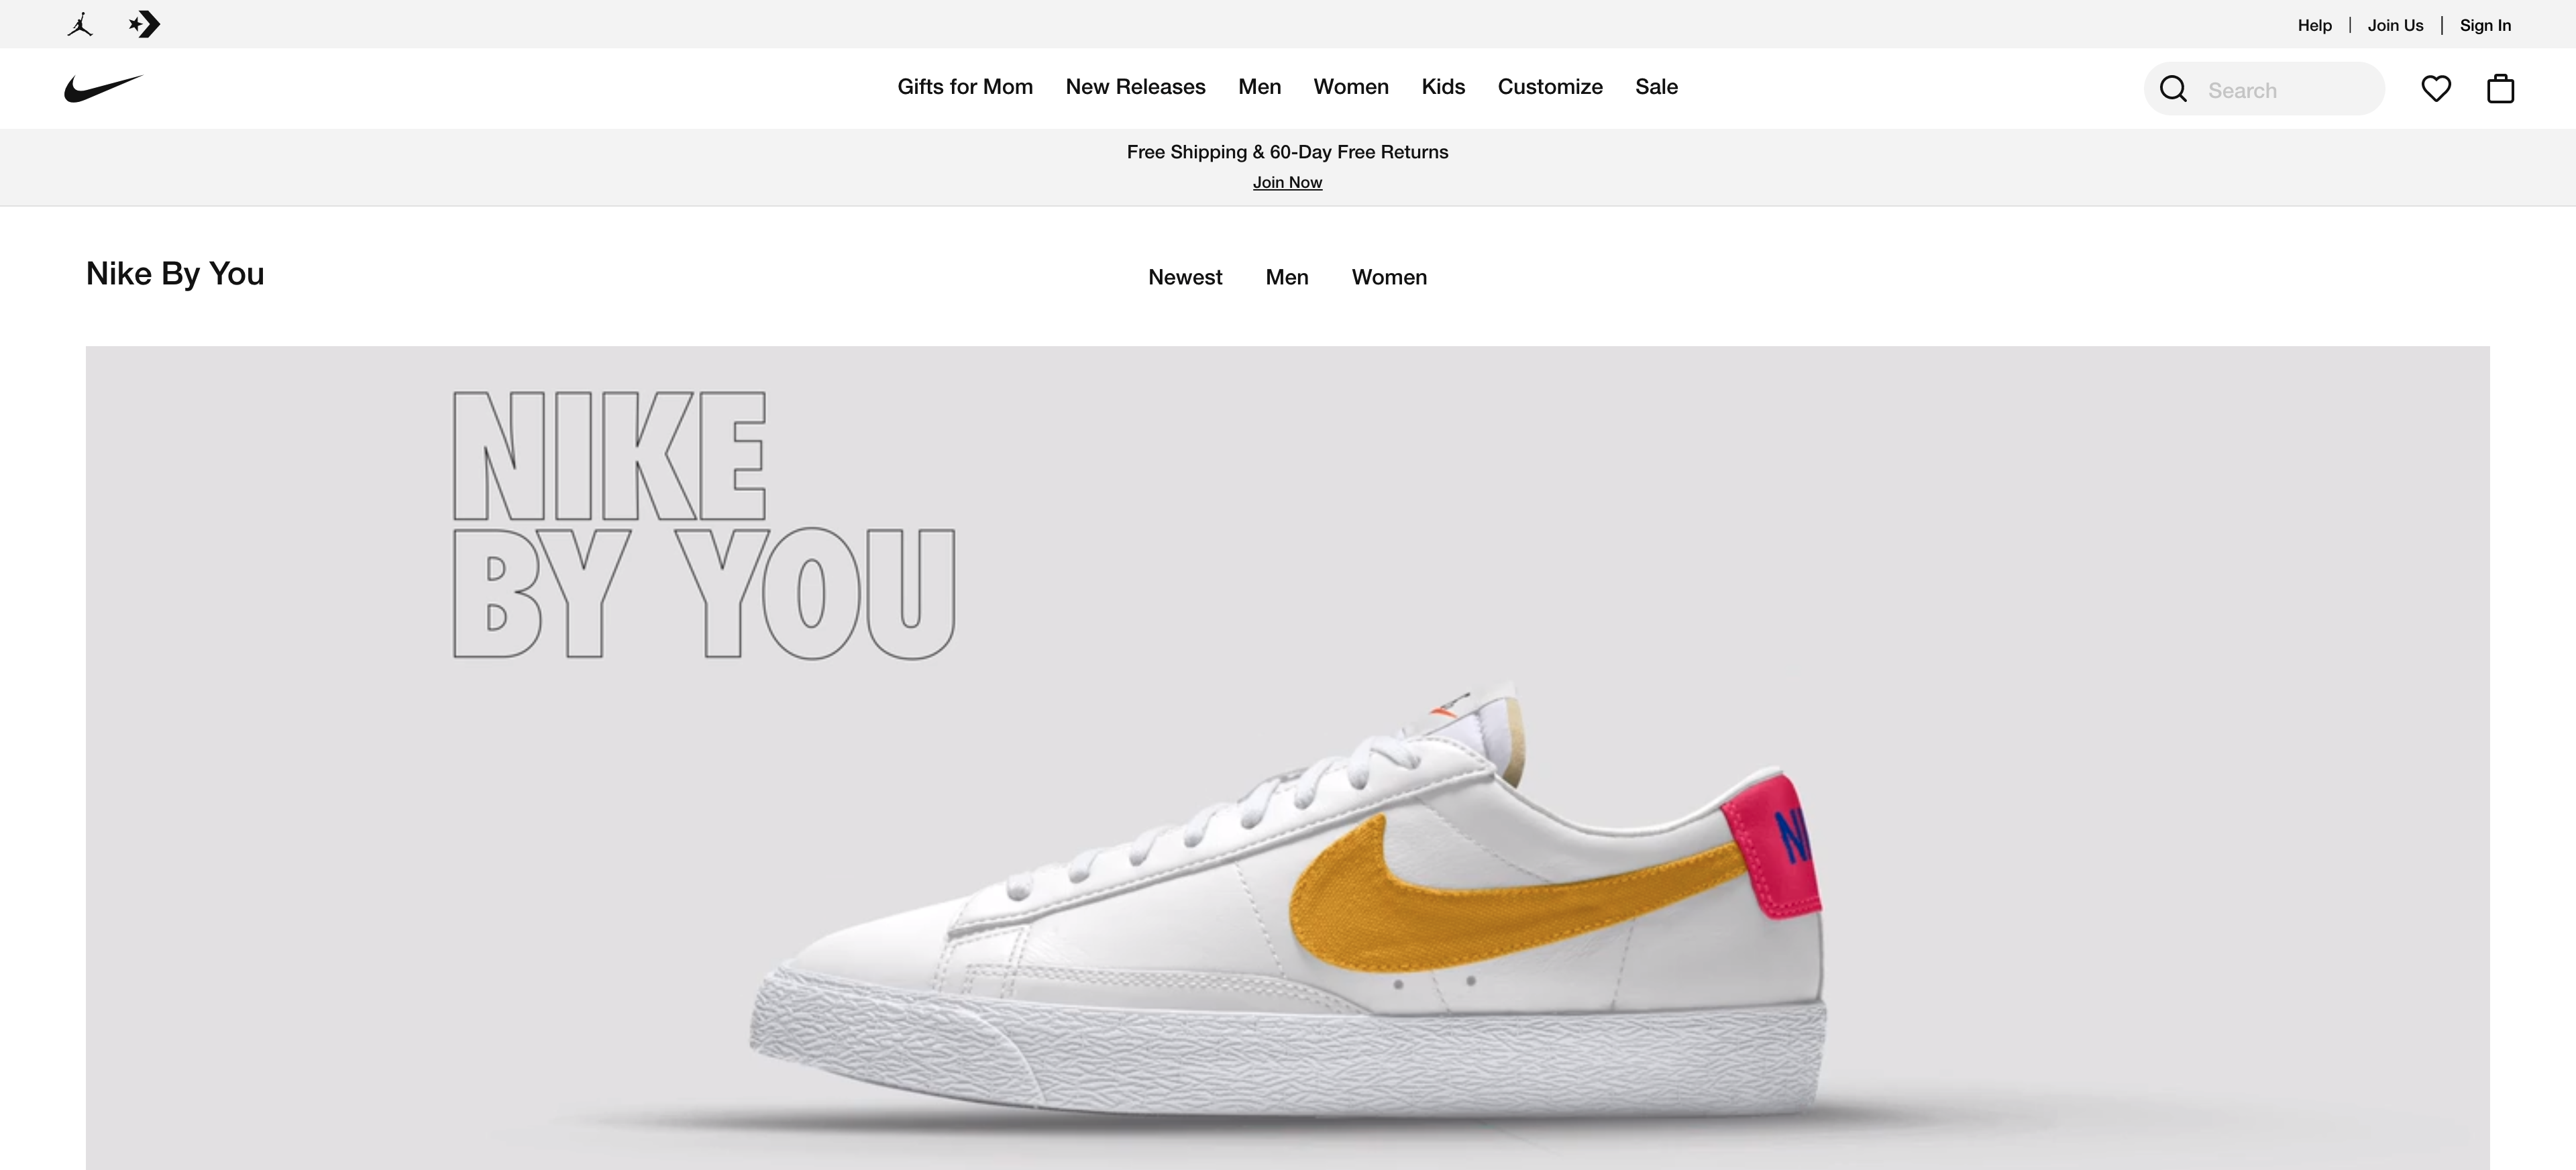 Help | Join Us | Sign In
Gifts for Mom New Releases Men Women Kids Customize Sale
Search
Free Shipping & 60-Day Free Returns
Join Now
Nike By You
Newest Men Women
NIKE
BY YOU
NI